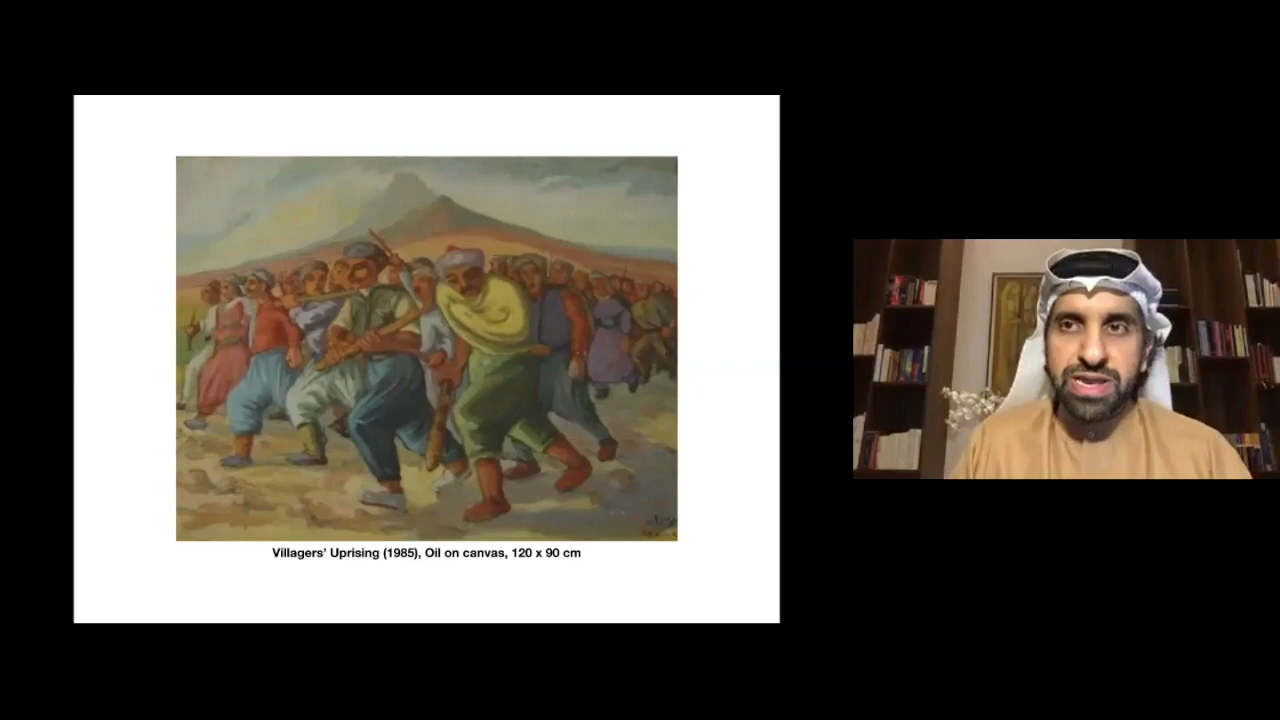 Villagers’ Uprising (1985), Oil on canvas, 120 x 90 cm